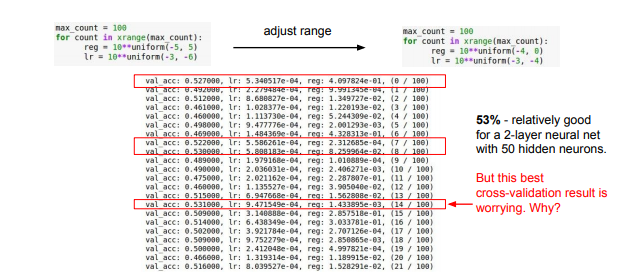 max_count = 100
for count in xrange(max_count):
reg = 10**uniform(-5, 5)
lr = 10**uniform(-3, -6)
adjust range
max_count = 100
for count in xrange(max_count):
reg = 10**uniform(-4, 0)
lr = 10**uniform(-3, -4)
val_acc: 0.527000, lr: 5.340517e-04, reg: 4.097824e-01, (0 / 100)
val_acc: 0.492000, lr: 2.279484e-04, reg: 9.991345e-04, (1 / 100)
val_acc: 0.512000, lr: 8.680827e-04, reg: 1.349727e-02, (2 / 100)
val_acc: 0.461000, lr: 1.028377e-04, reg: 1.220193e-02, (3 / 100)
val_acc: 0.460000, lr: 1.113730e-04, reg: 5.244309e-02, (4 / 100)
val_acc: 0.498000, lr: 9.477776e-04, reg: 2.001293e-03, (5 / 100)
val_acc: 0.469000, lr: 1.484369e-04, reg: 4.328313e-01, (6 / 100)
val_acc: 0.522000, lr: 5.586261e-04, reg: 2.312685e-04, (7 / 100)
val_acc: 0.530000, lr: 5.808183e-04, reg: 8.259964e-02, (8 / 100)
val_acc: 0.489000, lr: 1.979168e-04, reg: 1.010889e-04, (9 / 100)
val_acc: 0.490000, lr: 2.036031e-04, reg: 2.406271e-03, (10 / 100)
val_acc: 0.475000, lr: 2.021162e-04, reg: 2.287807e-01, (11 / 100)
val_acc: 0.460000, lr: 1.135527e-04, reg: 3.905040e-02, (12 / 100)
val_acc: 0.515000, lr: 6.947668e-04, reg: 1.562808e-02, (13 / 100)
val_acc: 0.531000, lr: 9.471549e-04, reg: 1.433895e-03, (14 / 100)
val_acc: 0.509000, lr: 3.140888e-04, reg: 2.857518e-01, (15 / 100)
val_acc: 0.514000, lr: 6.438349e-04, reg: 3.033781e-01, (16 / 100)
val_acc: 0.502000, lr: 3.921784e-04, reg: 2.707126e-04, (17 / 100)
val_acc: 0.509000, lr: 9.752279e-04, reg: 2.850865e-03, (18 / 100)
val_acc: 0.500000, lr: 2.412048e-04, reg: 4.997821e-04, (19 / 100)
val_acc: 0.466000, lr: 1.319314e-04, reg: 1.189915e-02, (20 / 100)
val_acc: 0.516000, lr: 8.039527e-04, reg: 1.528291e-02, (21 / 100)
53% - relatively good
for a 2-layer neural net
with 50 hidden neurons.
But this best
cross-validation result is
worrying. Why?